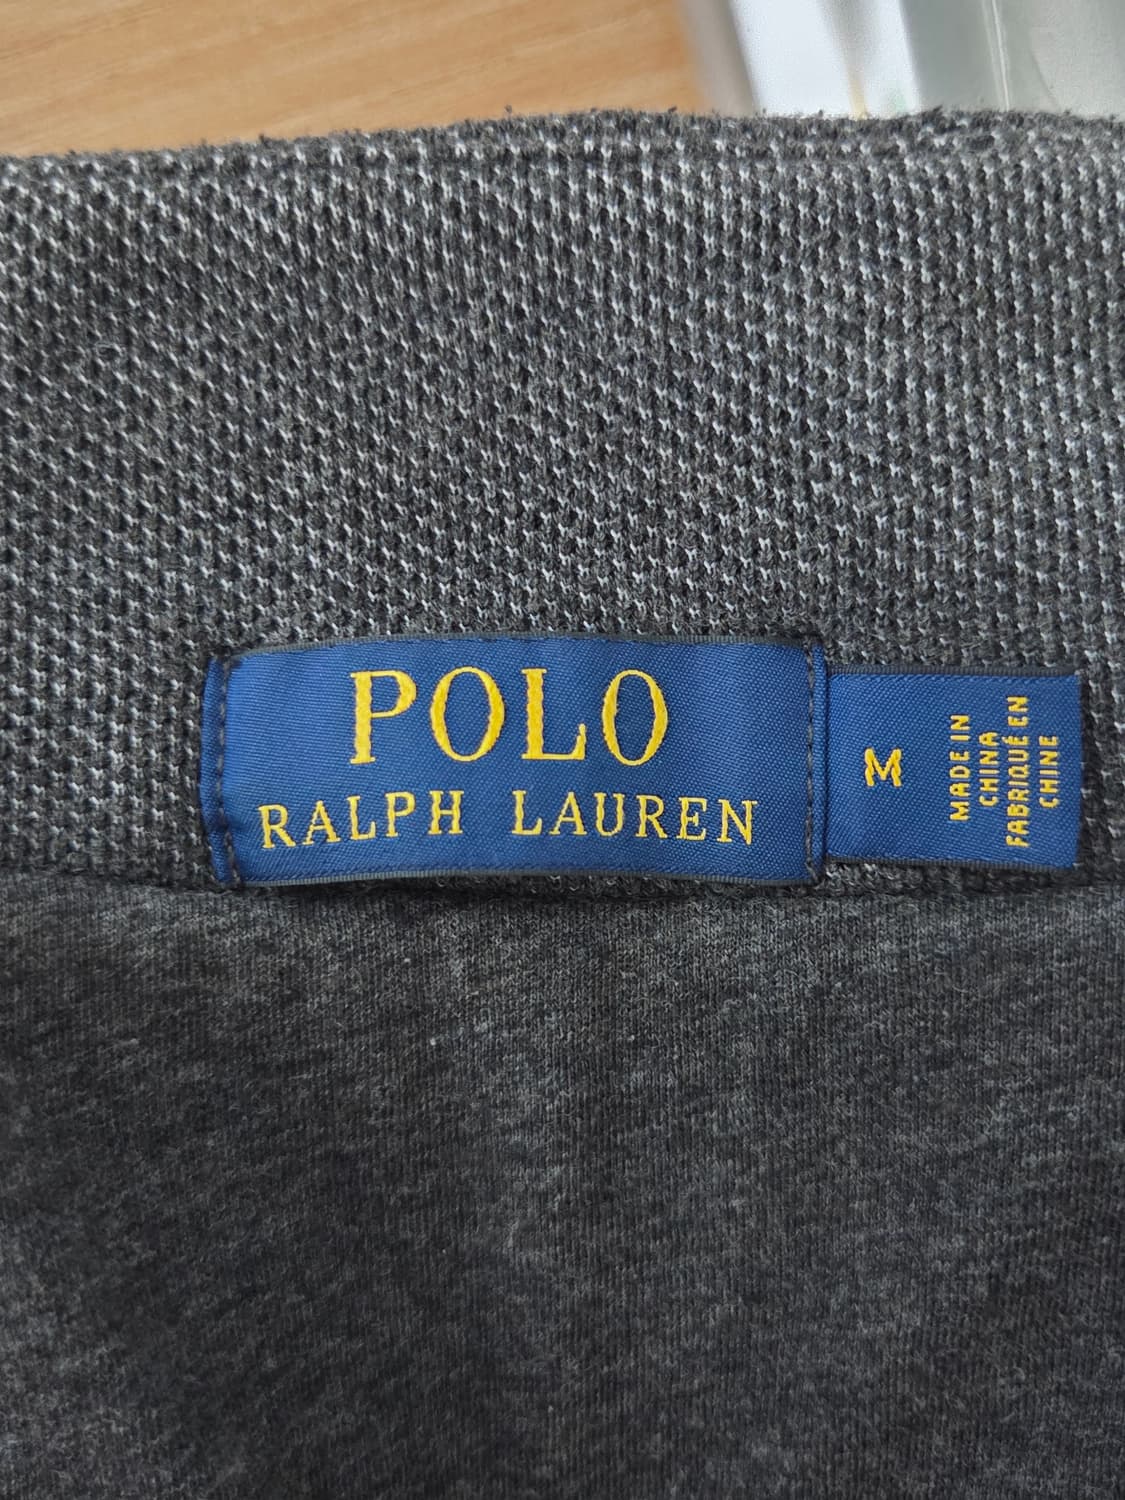 POLO
RALPH LAUREN
M
MADE IN
CHINA
FABRIQUÉ EN
CHINE